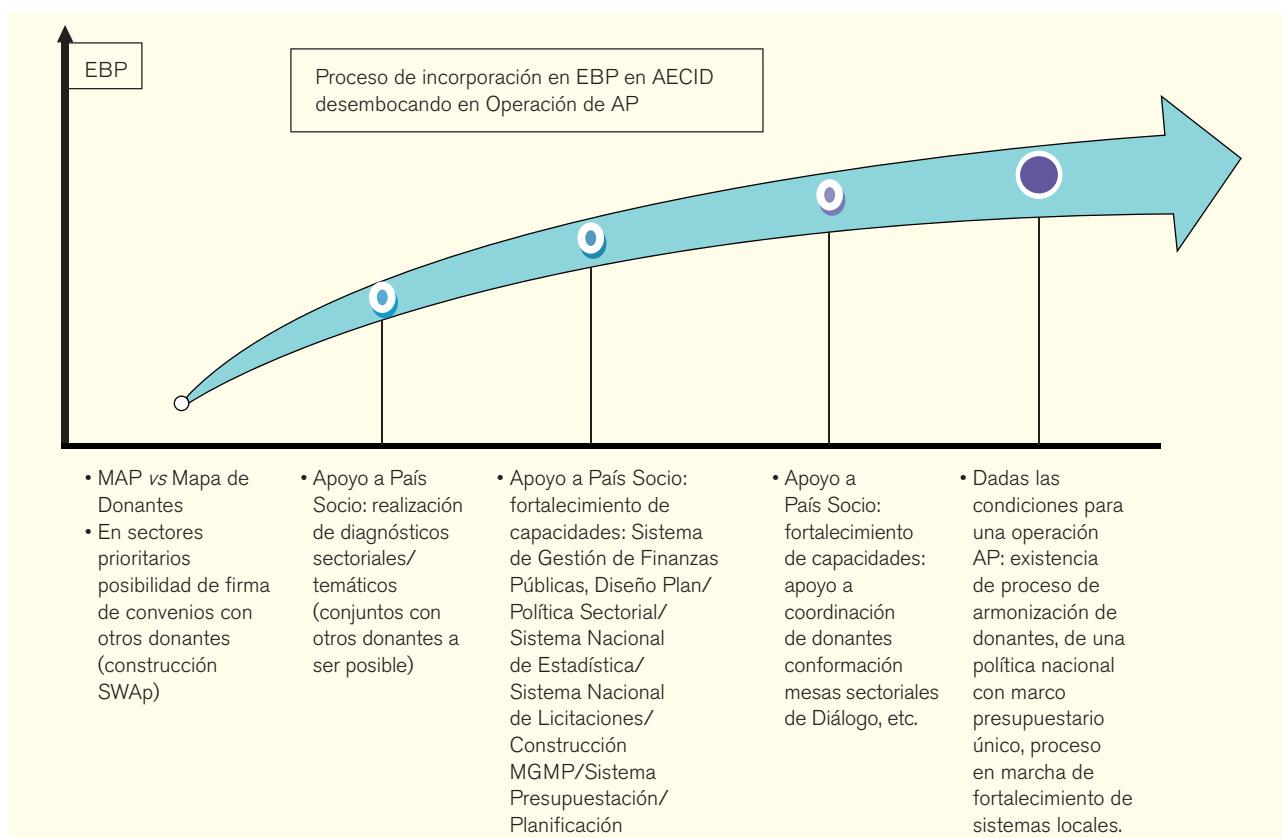 EBP
Proceso de incorporación en EBP en AECID
desembocando en Operación de AP
• MAP vs Mapa de
Donantes
• En sectores
prioritarios
posibilidad de firma
de convenios con
otros donantes
(construcción
SWAp)
• Apoyo a País
Socio: realización
de diagnósticos
sectoriales/
temáticos
(conjuntos con
otros donantes a
ser posible)
• Apoyo a País Socio:
fortalecimiento de
capacidades: Sistema
de Gestión de Finanzas
Públicas, Diseño Plan/
Política Sectorial/
Sistema Nacional
de Estadística/
Sistema Nacional
de Licitaciones/
Construcción
MGMP/Sistema
Presupuestación/
Planificación
• Apoyo a
País Socio:
fortalecimiento
de capacidades:
apoyo a
coordinación
de donantes
conformación
mesas sectoriales
de Diálogo, etc.
• Dadas las
condiciones para
una operación
AP: existencia
de proceso de
armonización de
donantes, de una
política nacional
con marco
presupuestario
único, proceso
en marcha de
fortalecimiento de
sistemas locales.